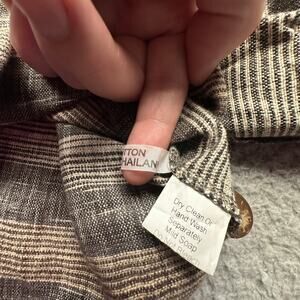 TTON
HAILAN
Dry Clean Or
Hand Wash
Separately
Mild Soap